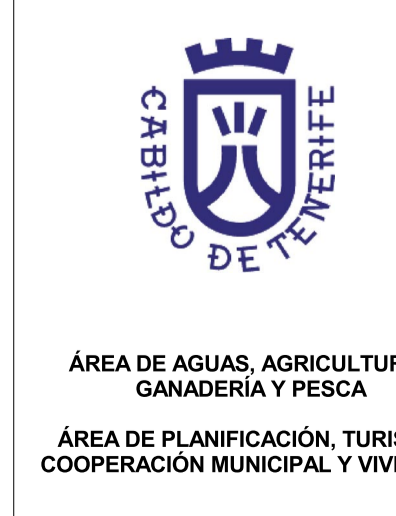 CABILDO DE TENERIFE
ÁREA DE AGUAS, AGRICULTUR
GANADERÍA Y PESCA
ÁREA DE PLANIFICACIÓN, TURIS
COOPERACIÓN MUNICIPAL Y VIVI